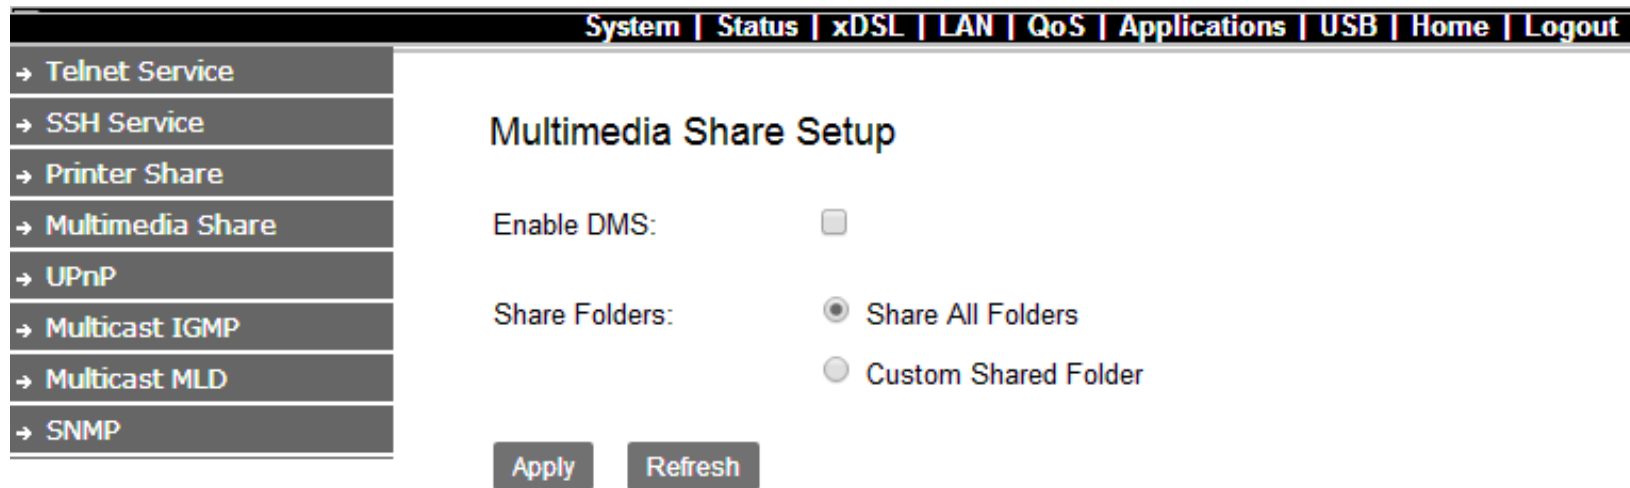 System | Status | xDSL | LAN | QoS | Applications | USB | Home | Logout
Telnet Service
SSH Service
Printer Share
Multimedia Share
UPnP
Multicast IGMP
Multicast MLD
SNMP
Multimedia Share Setup
Enable DMS:
Share Folders: Share All Folders
Custom Shared Folder
Apply Refresh